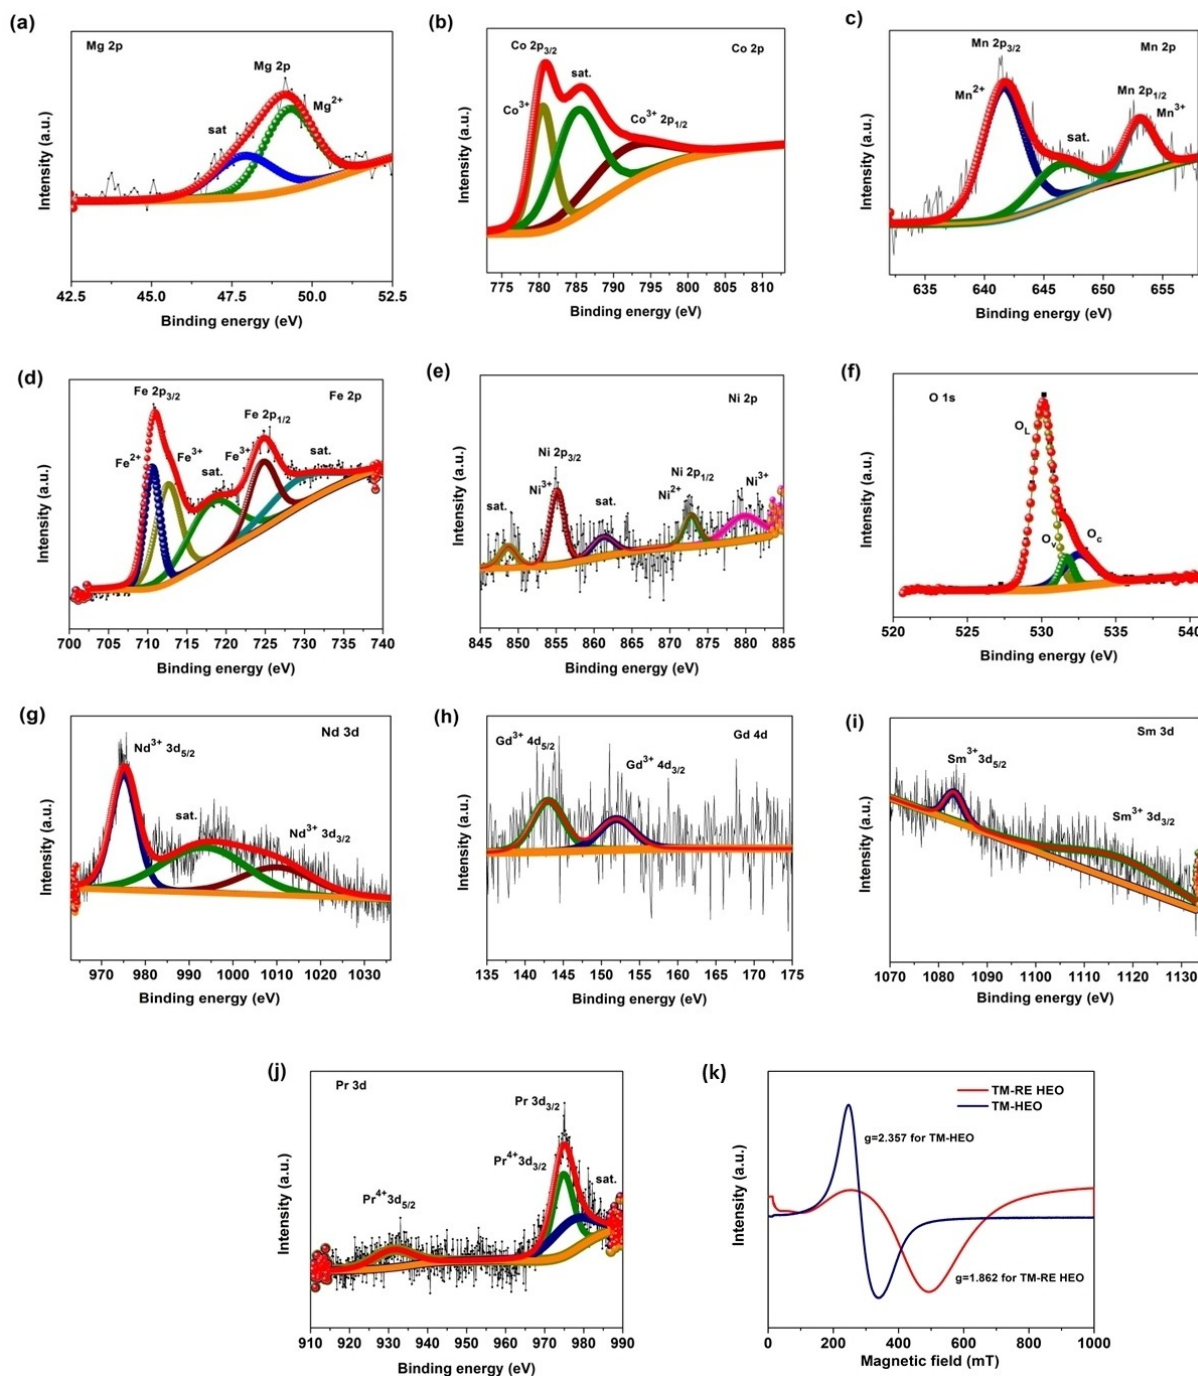 (a)
Mg 2p
Mg 2p
Mg²⁺
sat
Intensity (a.u.)
42.5 45.0 47.5 50.0 52.5
Binding energy (eV)
(b)
Co 2p₃/₂
Co 2p
sat.
Co³⁺
Co³⁺ 2p₁/₂
Intensity (a.u.)
775 780 785 790 795 800 805 810
Binding energy (eV)
c)
Mn 2p₃/₂
Mn 2p
Mn²⁺
Mn 2p₁/₂
Mn³⁺
sat.
Intensity (a.u.)
635 640 645 650 655
Binding energy (eV)
(d)
Fe 2p₃/₂
Fe 2p
Fe 2p₁/₂
Fe²⁺
Fe³⁺
sat.
Fe³⁺
sat.
Intensity (a.u.)
700 705 710 715 720 725 730 735 740
Binding energy (eV)
(e)
Ni 2p
Ni 2p₃/₂
Ni 2p₁/₂
Ni³⁺
sat.
Ni³⁺
sat.
Ni²⁺
Intensity (a.u.)
845 850 855 860 865 870 875 880 885
Binding energy (eV)
(f)
O 1s
O_L
O_v
O_c
Intensity (a.u.)
520 525 530 535 540
Binding energy (eV)
(g)
Nd 3d
Nd³⁺ 3d₅/₂
sat.
Nd³⁺ 3d₃/₂
Intensity (a.u.)
970 980 990 1000 1010 1020 1030
Binding energy (eV)
(h)
Gd³⁺ 4d₅/₂
Gd 4d
Gd³⁺ 4d₃/₂
Intensity (a.u.)
135 140 145 150 155 160 165 170 175
Binding energy (eV)
(i)
Sm 3d
Sm³⁺ 3d₅/₂
Sm³⁺ 3d₃/₂
Intensity (a.u.)
1070 1080 1090 1100 1110 1120 1130
Binding energy (eV)
(j)
Pr 3d
Pr 3d₃/₂
Pr⁴⁺3d₃/₂
sat.
Pr⁴⁺3d₅/₂
Intensity (a.u.)
910 920 930 940 950 960 970 980 990
Binding energy (eV)
(k)
TM-RE HEO
TM-HEO
g=2.357 for TM-HEO
g=1.862 for TM-RE HEO
Intensity (a.u.)
0 200 400 600 800 1000
Magnetic field (mT)